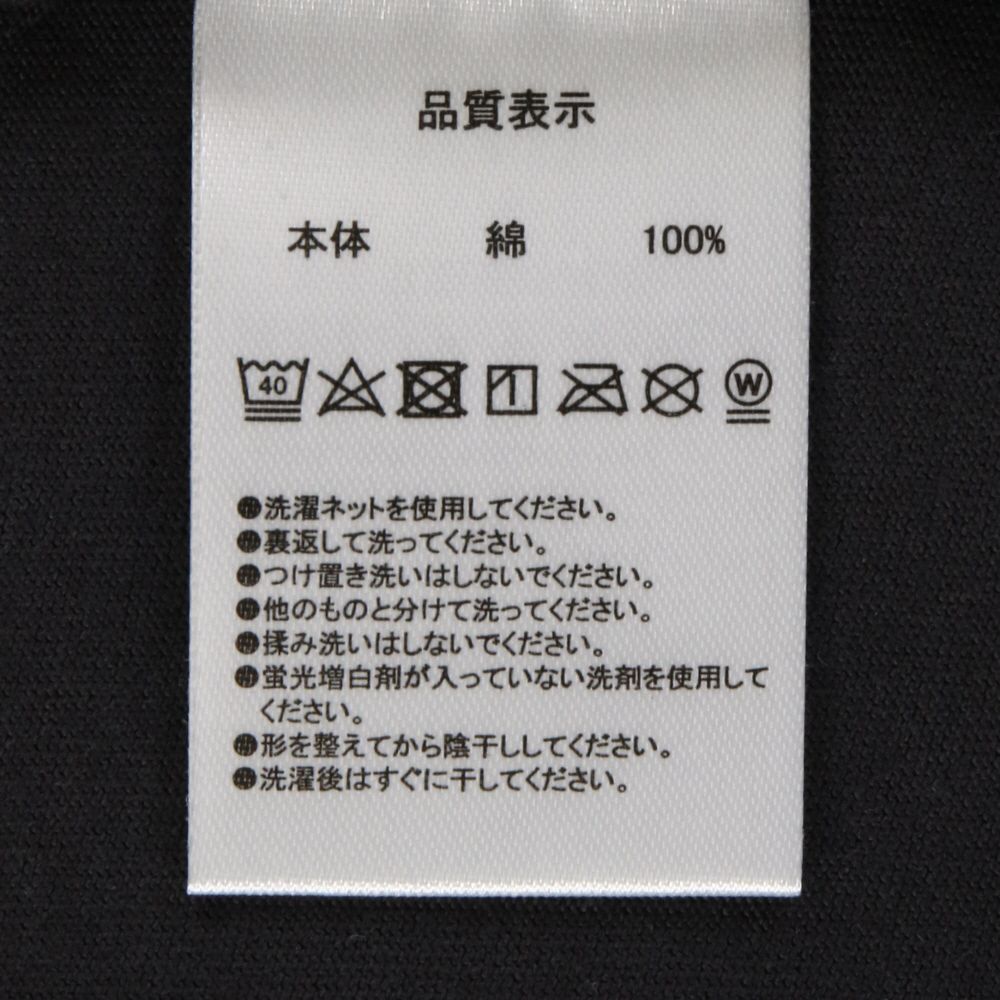 品質表示
本体 綿 100%
40 W
●洗濯ネットを使用してください。
●裏返して洗ってください。
●つけ置き洗いはしないでください。
●他のものと分けて洗ってください。
●揉み洗いはしないでください。
●蛍光増白剤が入っていない洗剤を使用して
ください。
●形を整えてから陰干ししてください。
●洗濯後はすぐに干してください。